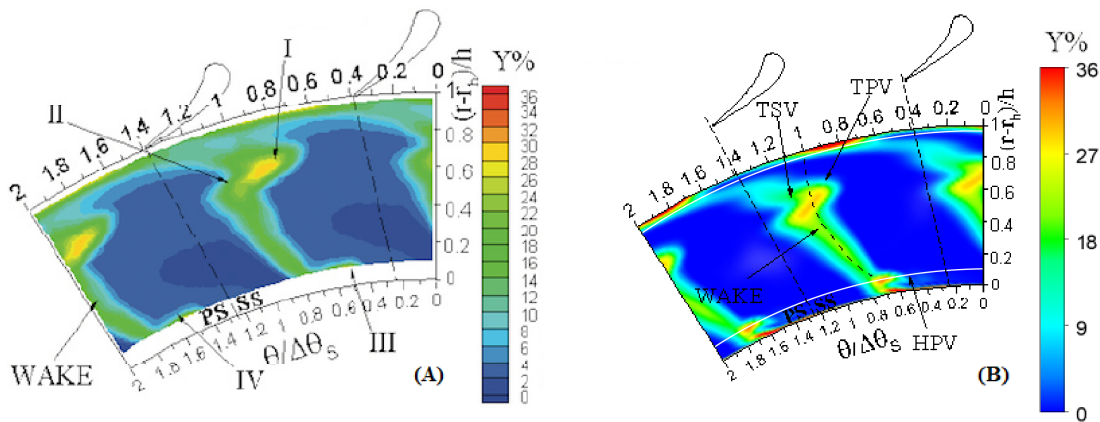 I
II
III
IV
WAKE
PS SS
θ/Δθs
(r-rh)/h
2 1.8 1.6 1.4 1.2 1 0.8 0.6 0.4 0.2 0
1 0.8 0.6 0.4 0.2 0
2 1.8 1.6 1.4 1.2 1 0.8 0.6 0.4 0.2 0
Y%
36
34
32
30
28
26
24
22
20
18
16
14
12
10
8
6
4
2
0
(A)
TSV
TPV
WAKE
PS SS
θ/Δθs
HPV
(r-rh)/h
2 1.8 1.6 1.4 1.2 1 0.8 0.6 0.4 0.2 0
1 0.8 0.6 0.4 0.2 0
2 1.8 1.6 1.4 1.2 1 0.8 0.6 0.4 0.2 0
Y%
36
27
18
9
0
(B)